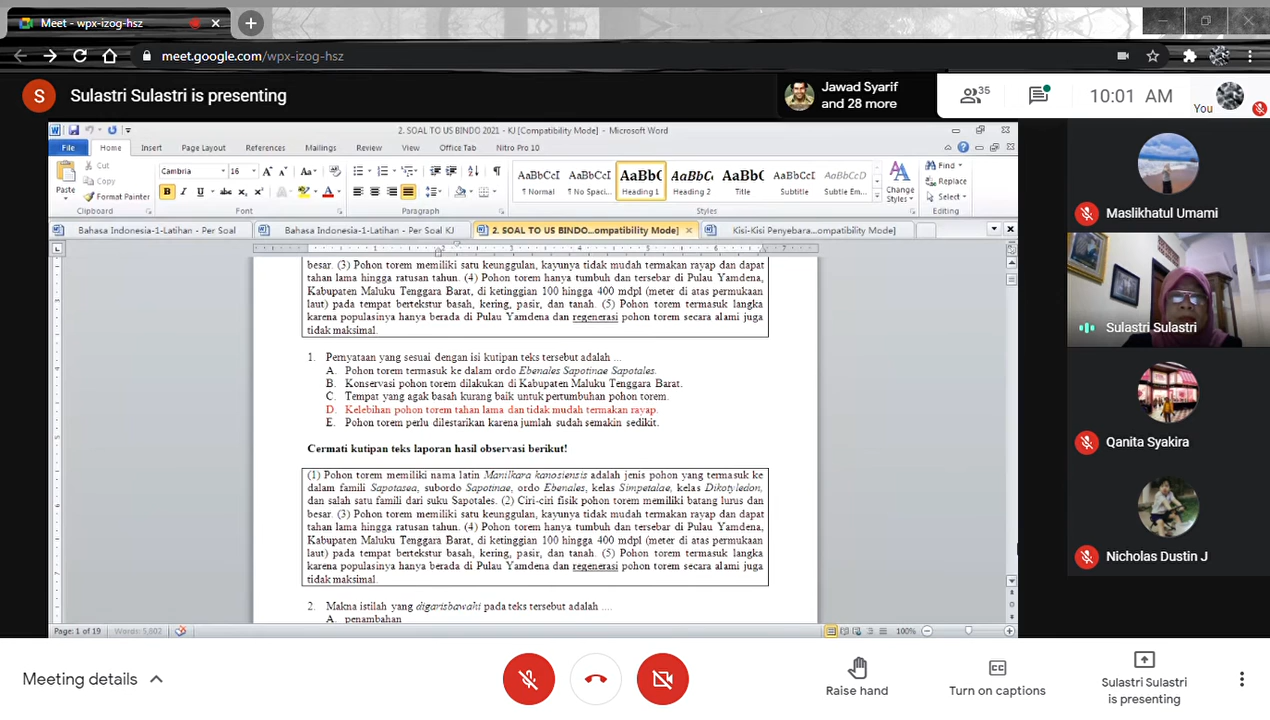 Meet - wpx-izog-hsz
meet.google.com/wpx-izog-hsz
S
Sulastri Sulastri is presenting
Jawad Syarif
and 28 more
35
10:01 AM
You
2. SOAL TO US BINDO 2021 - KJ [Compatibility Mode] - Microsoft Word
File Home Insert Page Layout References Mailings Review View Office Tab Nitro Pro 10
Paste
Cut
Copy
Format Painter
Clipboard
Cambria 16
Font
Paragraph
AaBbCcI AaBbCcI AaBb( AaBbC AaBb( AaBbCcI AaBbCcD
¶ Normal ¶ No Spaci... Heading 1 Heading 2 Title Subtitle Subtle Em...
Change
Styles
Styles
Find
Replace
Select
Editing
Bahasa Indonesia-1-Latihan - Per Soal
Bahasa Indonesia-1-Latihan - Per Soal KJ
2. SOAL TO US BINDO...ompatibility Mode]
Kisi-Kisi Penyebara...ompatibility Mode]
besar. (3) Pohon torem memiliki satu keunggulan, kayunya tidak mudah termakan rayap dan dapat
tahan lama hingga ratusan tahun. (4) Pohon torem hanya tumbuh dan tersebar di Pulau Yamdena,
Kabupaten Maluku Tenggara Barat, di ketinggian 100 hingga 400 mdpl (meter di atas permukaan
laut) pada tempat bertekstur basah, kering, pasir, dan tanah. (5) Pohon torem termasuk langka
karena populasinya hanya berada di Pulau Yamdena dan regenerasi pohon torem secara alami juga
tidak maksimal.
1. Pernyataan yang sesuai dengan isi kutipan teks tersebut adalah ...
A. Pohon torem termasuk ke dalam ordo Ebenales Sapotinae Sapotales.
B. Konservasi pohon torem dilakukan di Kabupaten Maluku Tenggara Barat.
C. Tempat yang agak basah kurang baik untuk pertumbuhan pohon torem.
D. Kelebihan pohon torem tahan lama dan tidak mudah termakan rayap.
E. Pohon torem perlu dilestarikan karena jumlah sudah semakin sedikit.
Cermati kutipan teks laporan hasil observasi berikut!
(1) Pohon torem memiliki nama latin Manilkara kanosiensis adalah jenis pohon yang termasuk ke
dalam famili Sapotasea, subordo Sapotinae, ordo Ebenales, kelas Simpetalae, kelas Dikotyledon,
dan salah satu famili dari suku Sapotales. (2) Ciri-ciri fisik pohon torem memiliki batang lurus dan
besar. (3) Pohon torem memiliki satu keunggulan, kayunya tidak mudah termakan rayap dan dapat
tahan lama hingga ratusan tahun. (4) Pohon torem hanya tumbuh dan tersebar di Pulau Yamdena,
Kabupaten Maluku Tenggara Barat, di ketinggian 100 hingga 400 mdpl (meter di atas permukaan
laut) pada tempat bertekstur basah, kering, pasir, dan tanah. (5) Pohon torem termasuk langka
karena populasinya hanya berada di Pulau Yamdena dan regenerasi pohon torem secara alami juga
tidak maksimal.
2. Makna istilah yang digarisbawahi pada teks tersebut adalah ....
A. penambahan
Page: 1 of 19 Words: 5,602
100%
Maslikhatul Umami
Sulastri Sulastri
Qanita Syakira
Nicholas Dustin J
Meeting details
Raise hand
Turn on captions
Sulastri Sulastri
is presenting